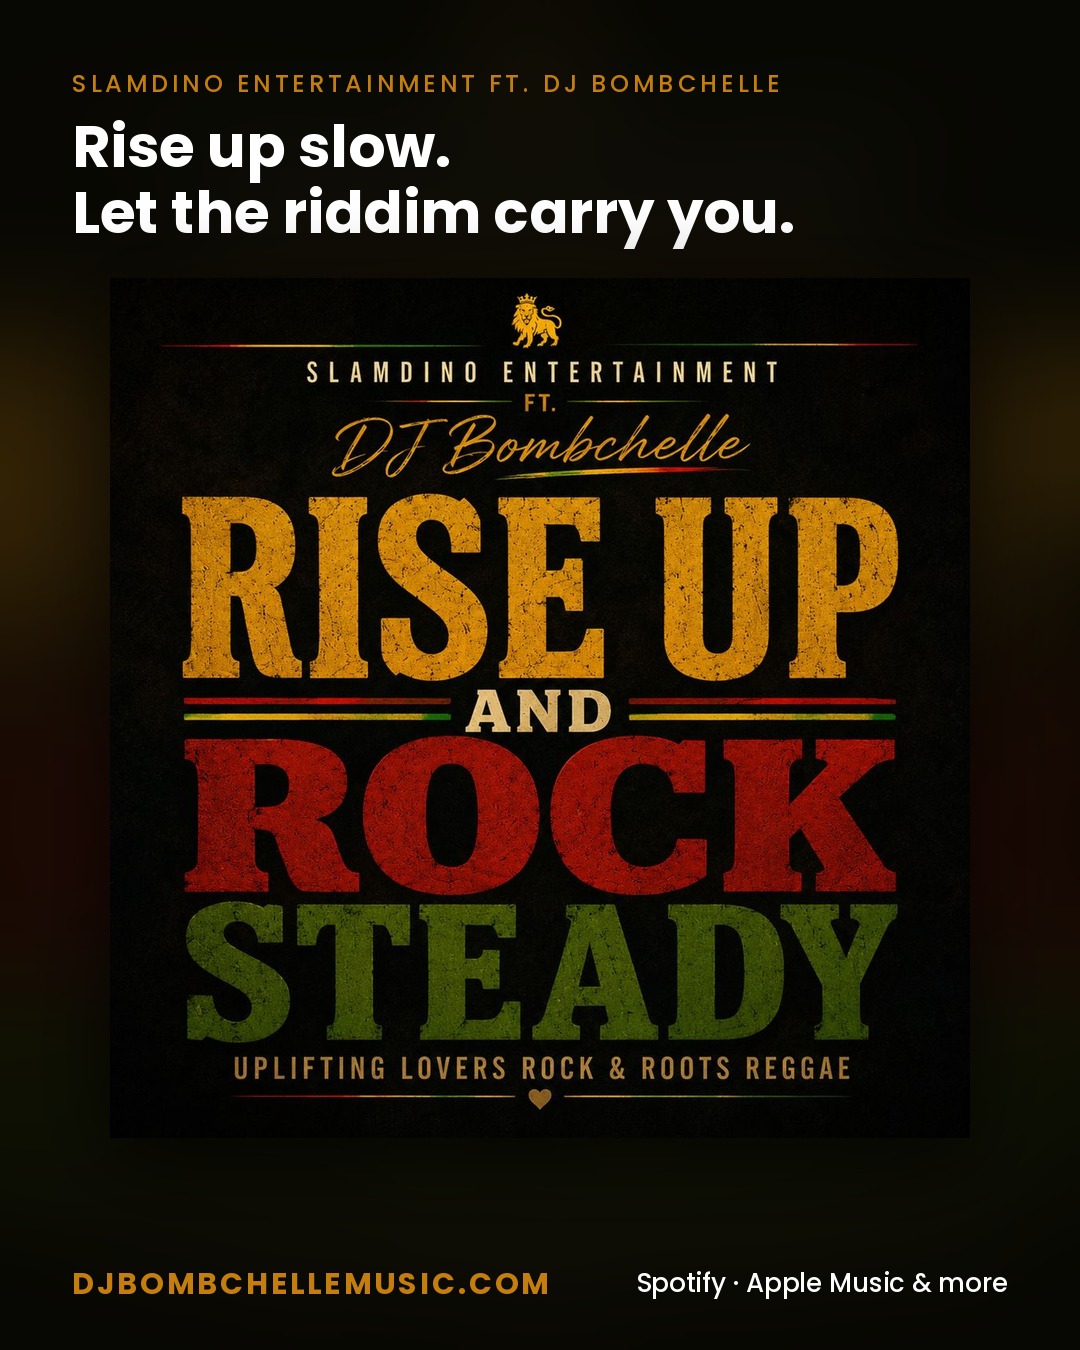 SLAMDINO ENTERTAINMENT FT. DJ BOMBCHELLE
Rise up slow.
Let the riddim carry you.
SLAMDINO ENTERTAINMENT
FT.
DJ Bombchelle
RISE UP
AND
ROCK
STEADY
UPLIFTING LOVERS ROCK & ROOTS REGGAE
DJBOMBCHELLEMUSIC.COM
Spotify · Apple Music & more